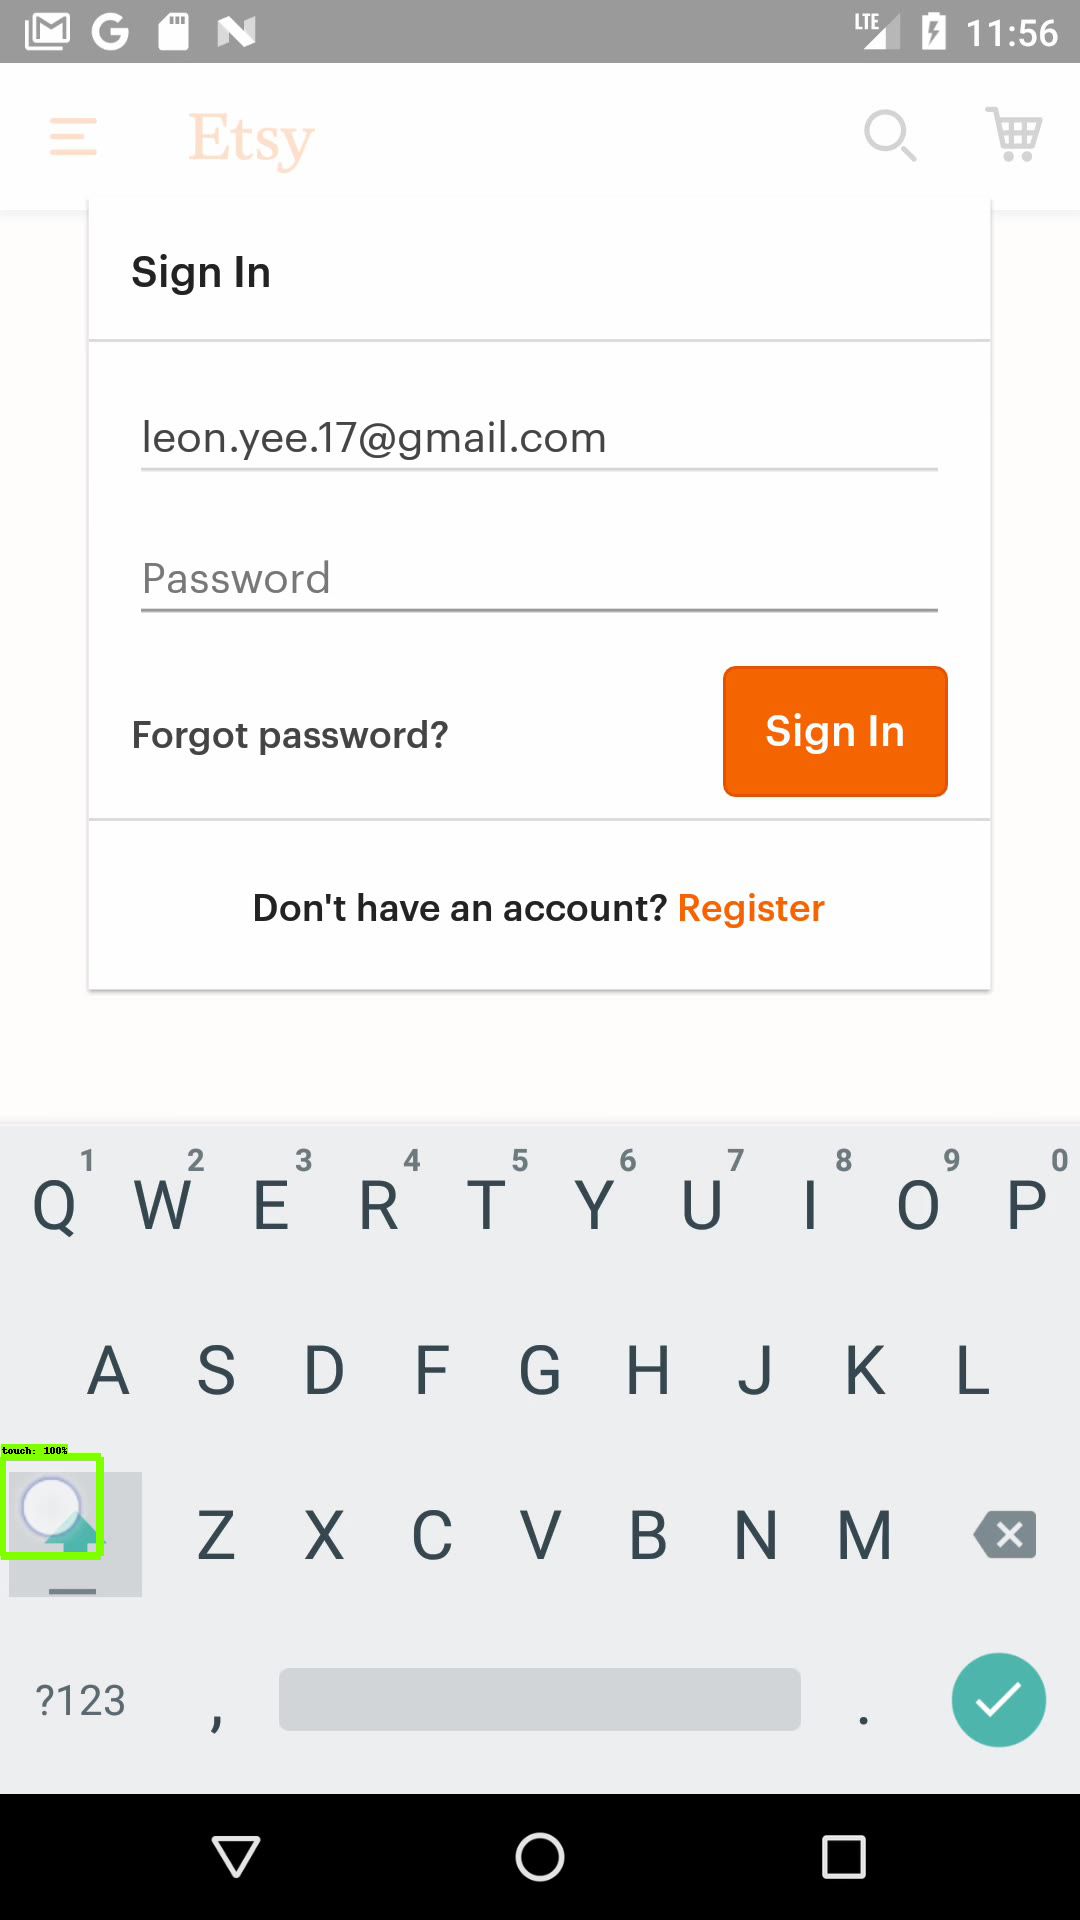 LTE 11:56
Etsy
Sign In
leon.yee.17@gmail.com
Password
Forgot password?
Sign In
Don't have an account? Register
1 2 3 4 5 6 7 8 9 0
Q W E R T Y U I O P
A S D F G H J K L
touch: 100%
Z X C V B N M
?123 , .